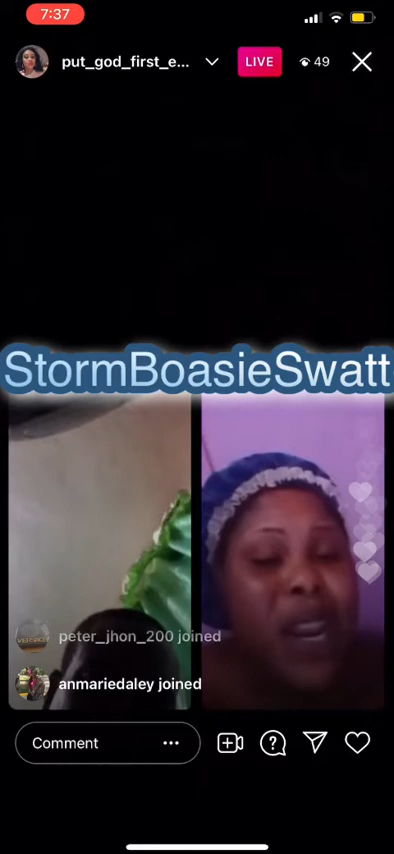 7:37
put_god_first_e...
LIVE
49
StormBoasieSwatt
peter_jhon_200 joined
anmariedaley joined
Comment